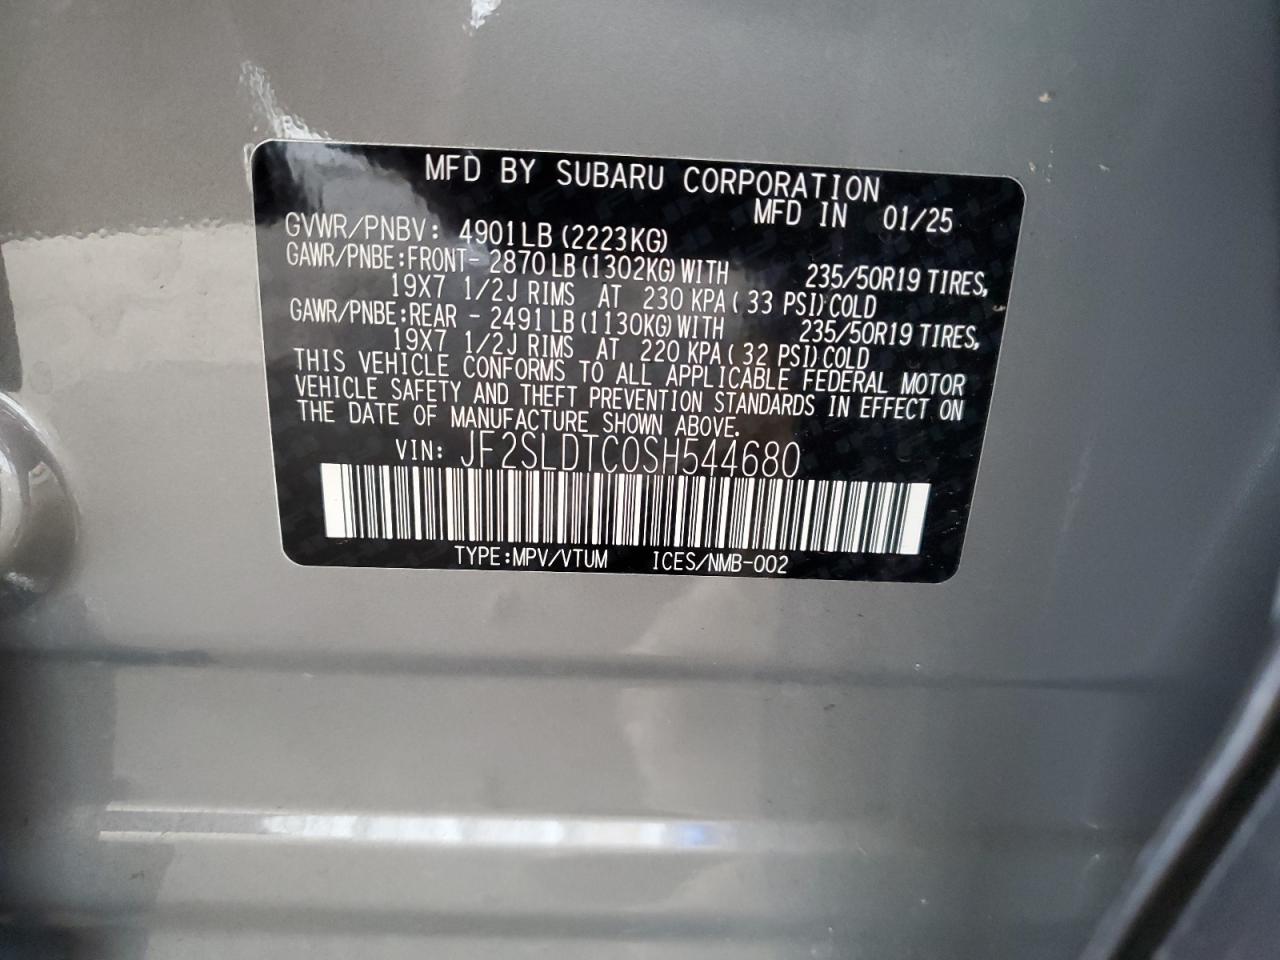 MFD BY SUBARU CORPORATION
MFD IN 01/25
GVWR/PNBV: 4901LB (2223KG)
GAWR/PNBE:FRONT- 2870LB(1302KG)WITH 235/50R19 TIRES,
19X7 1/2J RIMS AT 230 KPA( 33 PSI)COLD
GAWR/PNBE:REAR - 2491LB(1130KG)WITH 235/50R19 TIRES,
19X7 1/2J RIMS AT 220 KPA( 32 PSI)COLD
THIS VEHICLE CONFORMS TO ALL APPLICABLE FEDERAL MOTOR
VEHICLE SAFETY AND THEFT PREVENTION STANDARDS IN EFFECT ON
THE DATE OF MANUFACTURE SHOWN ABOVE.
VIN: JF2SLDTC0SH544680
TYPE:MPV/VTUM ICES/NMB-002